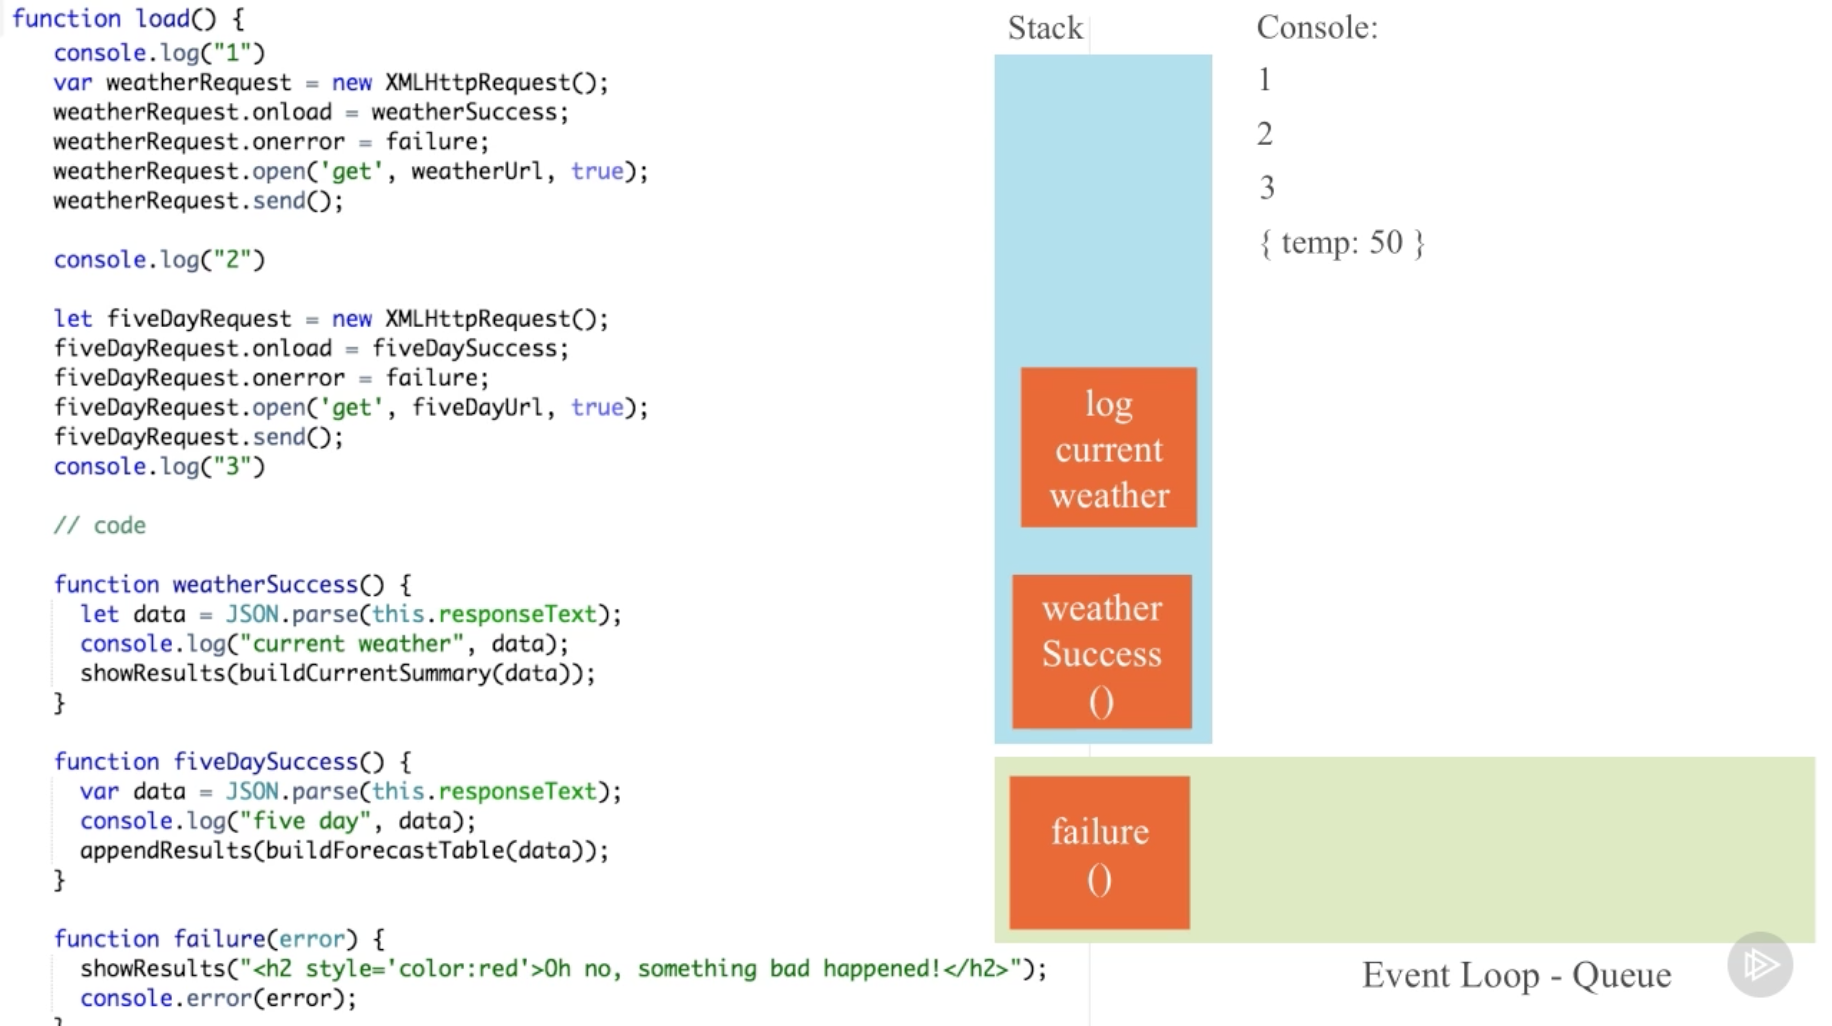 function load() {
console.log("1")
var weatherRequest = new XMLHttpRequest();
weatherRequest.onload = weatherSuccess;
weatherRequest.onerror = failure;
weatherRequest.open('get', weatherUrl, true);
weatherRequest.send();
console.log("2")
let fiveDayRequest = new XMLHttpRequest();
fiveDayRequest.onload = fiveDaySuccess;
fiveDayRequest.onerror = failure;
fiveDayRequest.open('get', fiveDayUrl, true);
fiveDayRequest.send();
console.log("3")
// code
function weatherSuccess() {
let data = JSON.parse(this.responseText);
console.log("current weather", data);
showResults(buildCurrentSummary(data));
}
function fiveDaySuccess() {
var data = JSON.parse(this.responseText);
console.log("five day", data);
appendResults(buildForecastTable(data));
}
function failure(error) {
showResults("<h2 style='color:red'>Oh no, something bad happened!</h2>");
console.error(error);
Stack
log
current
weather
weather
Success
()
failure
()
Event Loop - Queue
Console:
1
2
3
{ temp: 50 }